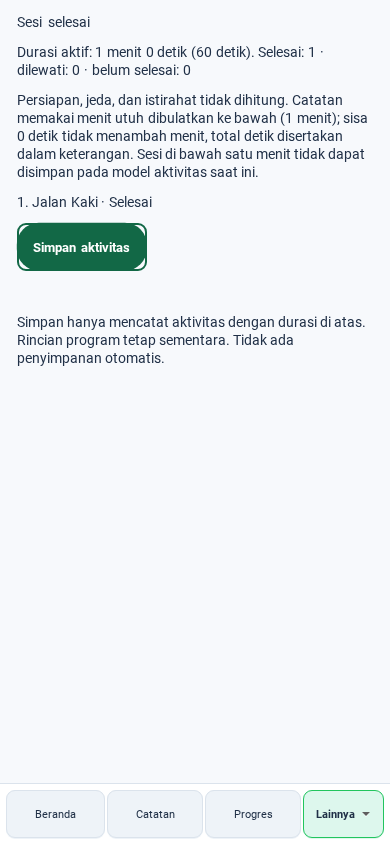 Sesi selesai
Durasi aktif: 1 menit 0 detik (60 detik). Selesai: 1 ·
dilewati: 0 · belum selesai: 0
Persiapan, jeda, dan istirahat tidak dihitung. Catatan
memakai menit utuh dibulatkan ke bawah (1 menit); sisa
0 detik tidak menambah menit, total detik disertakan
dalam keterangan. Sesi di bawah satu menit tidak dapat
disimpan pada model aktivitas saat ini.
1. Jalan Kaki · Selesai
Simpan aktivitas
Simpan hanya mencatat aktivitas dengan durasi di atas.
Rincian program tetap sementara. Tidak ada
penyimpanan otomatis.
Beranda
Catatan
Progres
Lainnya